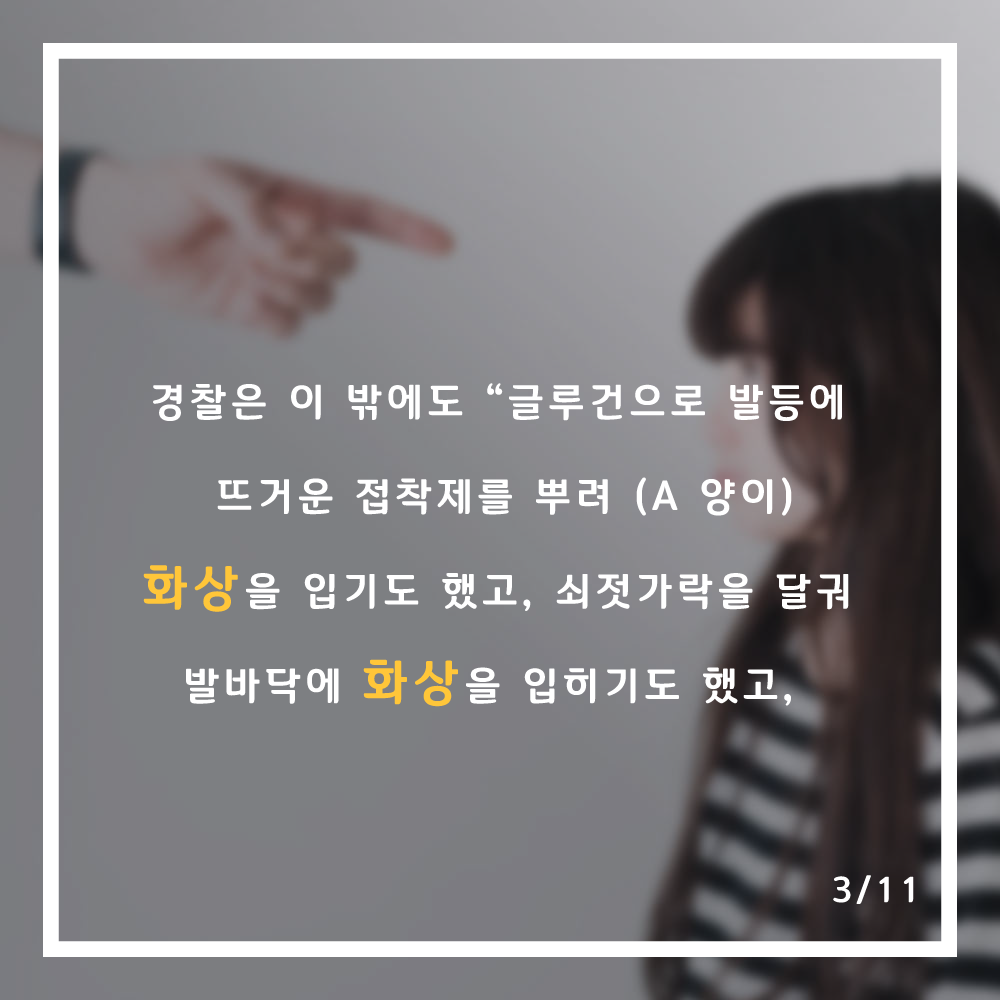 경찰은 이 밖에도 “글루건으로 발등에
뜨거운 접착제를 뿌려 (A 양이)
화상을 입기도 했고, 쇠젓가락을 달궈
발바닥에 화상을 입히기도 했고,
3/11